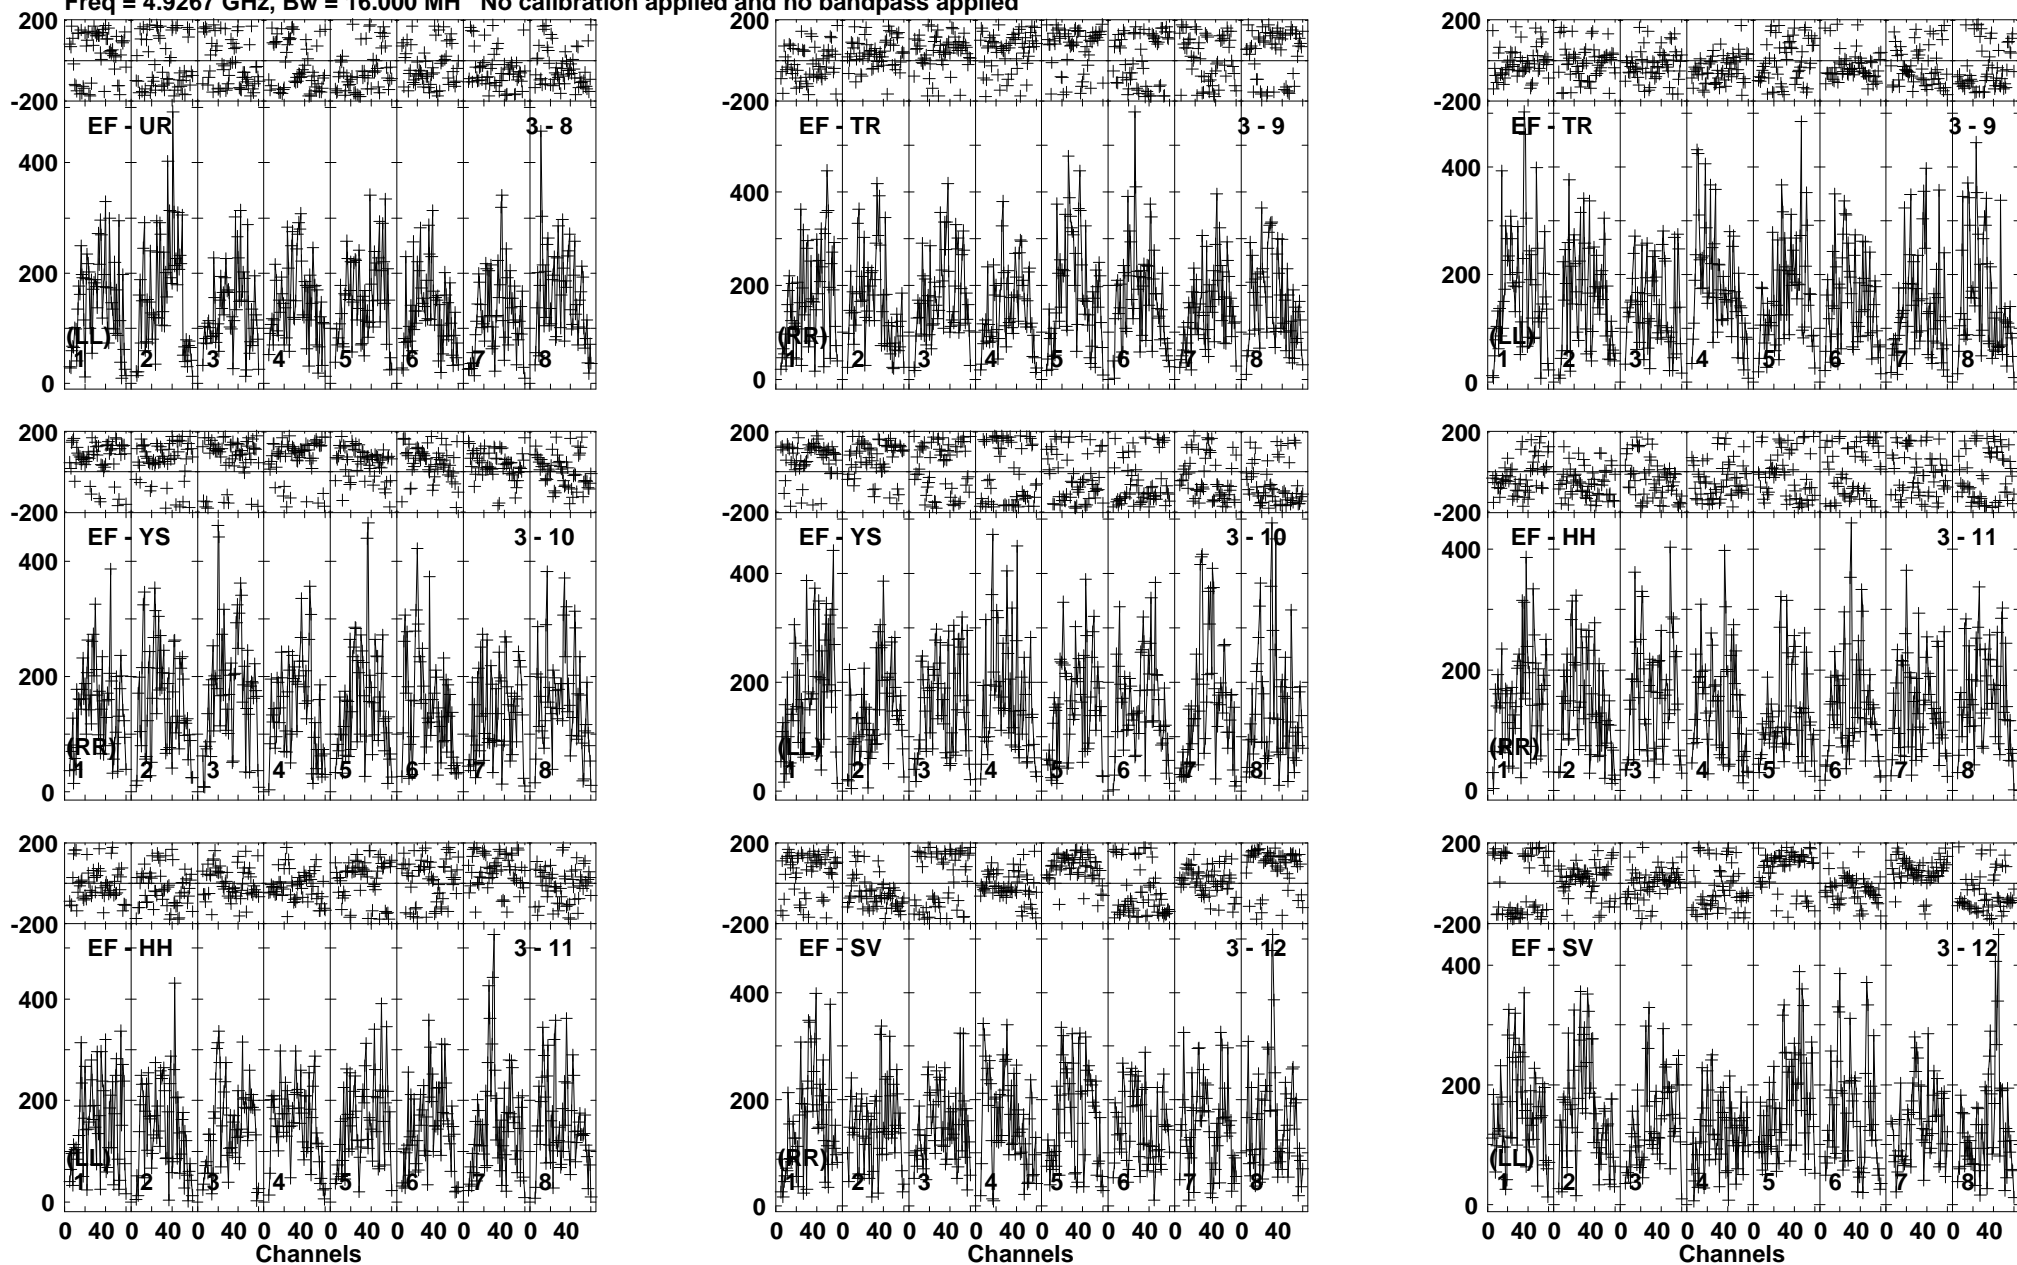 Freq = 4.9267 GHz, Bw = 16.000 MH No calibration applied and no bandpass applied
200 200 200
-200 -200 -200
EF - UR 3 - 8 EF - TR 3 - 9 EF - TR 3 - 9
400 400 400
200 200 200
(LL) (RR) (LL)
1 2 3 4 5 6 7 8 1 2 3 4 5 6 7 8 1 2 3 4 5 6 7 8
0 0 0
200 200 200
-200 -200 -200
EF - YS 3 - 10 EF - YS 3 - 10 EF - HH 3 - 11
400 400 400
200 200 200
(RR) (LL) (RR)
1 2 3 4 5 6 7 8 1 2 3 4 5 6 7 8 1 2 3 4 5 6 7 8
0 0 0
200 200 200
-200 -200 -200
EF - HH 3 - 11 EF - SV 3 - 12 EF - SV 3 - 12
400 400 400
200 200 200
(LL) (RR) (LL)
1 2 3 4 5 6 7 8 1 2 3 4 5 6 7 8 1 2 3 4 5 6 7 8
0 0 0
0 40 0 40 0 40 0 40 0 40 0 40 0 40 0 40 0 40 0 40 0 40 0 40 0 40 0 40 0 40 0 40 0 40 0 40 0 40 0 40 0 40 0 40 0 40 0 40
Channels Channels Channels